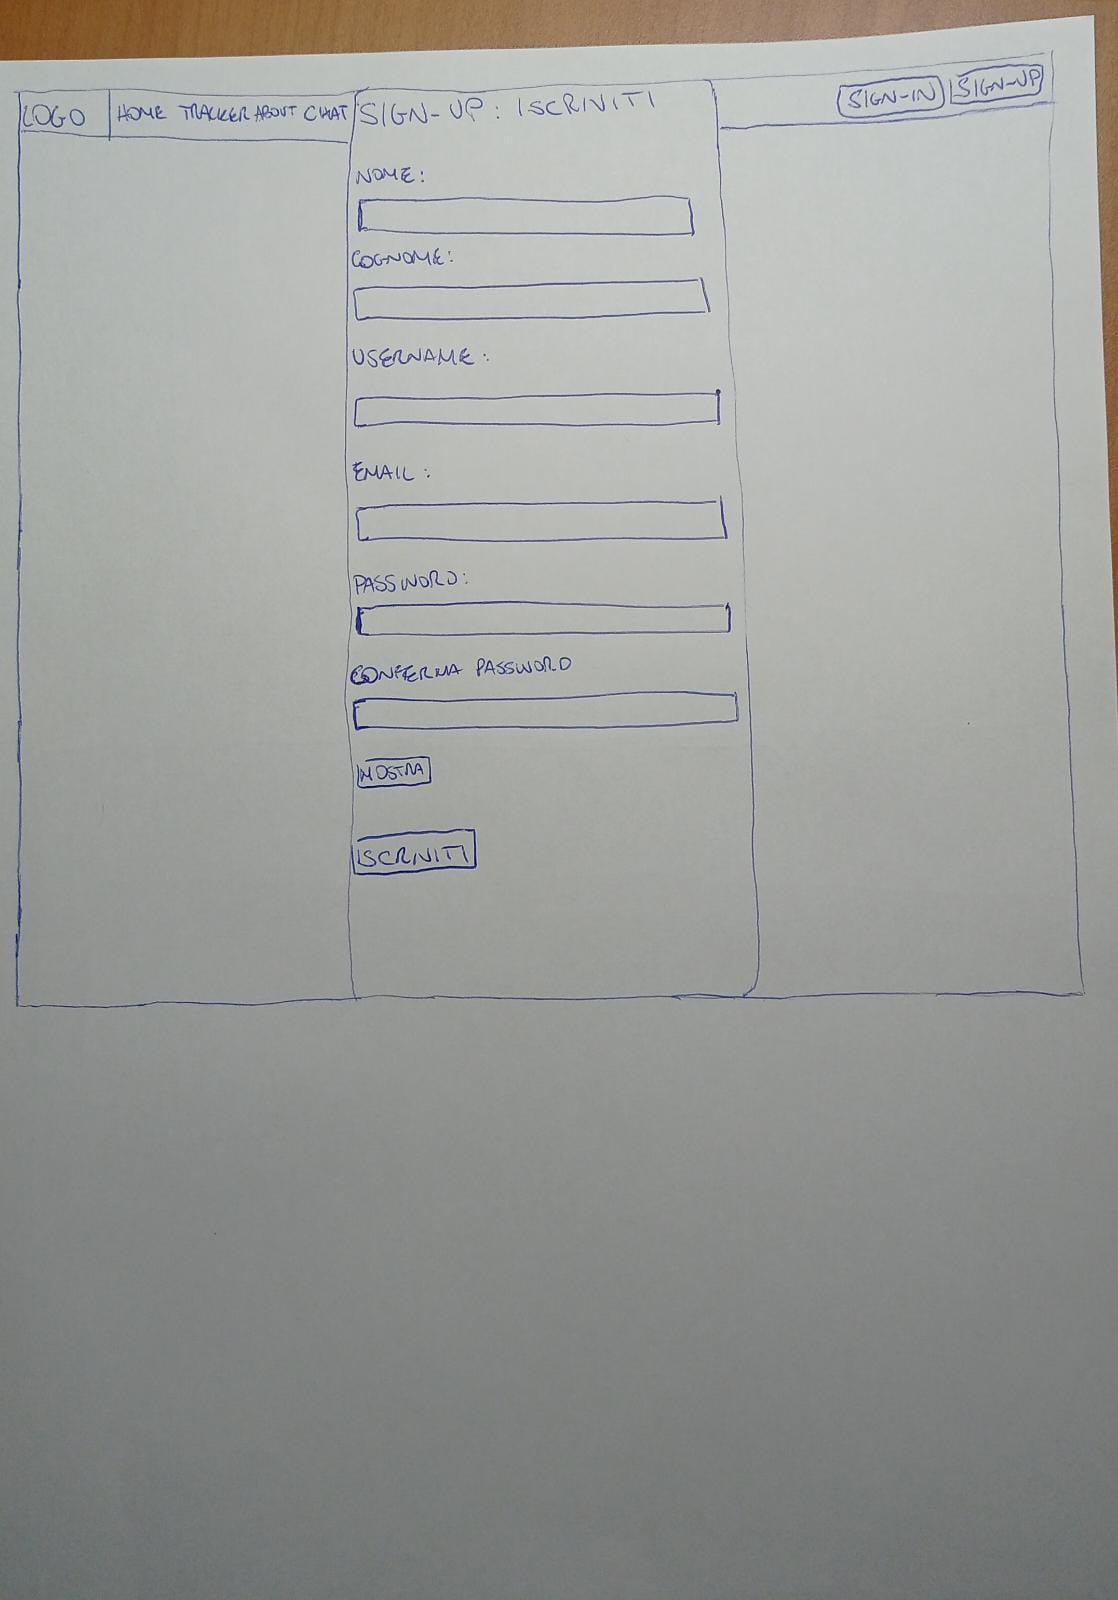 LOGO HOME TRACKER ABOUT CHAT SIGN-UP: ISCRIVITI SIGN-IN SIGN-UP
NOME:
COGNOME:
USERNAME:
EMAIL:
PASSWORD:
CONFERMA PASSWORD
MOSTRA
ISCRIVITI